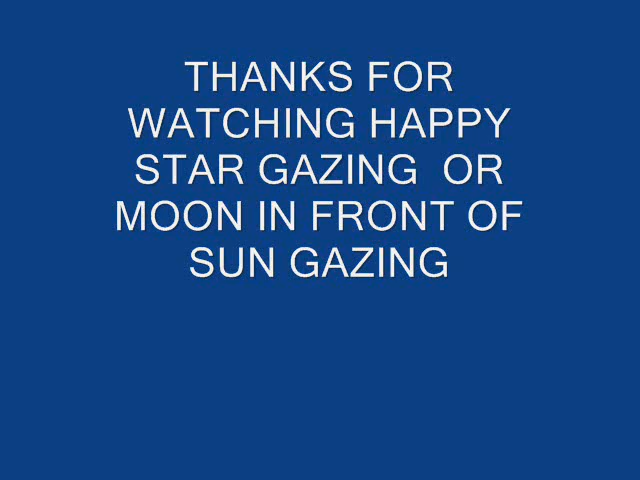 THANKS FOR
WATCHING HAPPY
STAR GAZING  OR
MOON IN FRONT OF
SUN GAZING